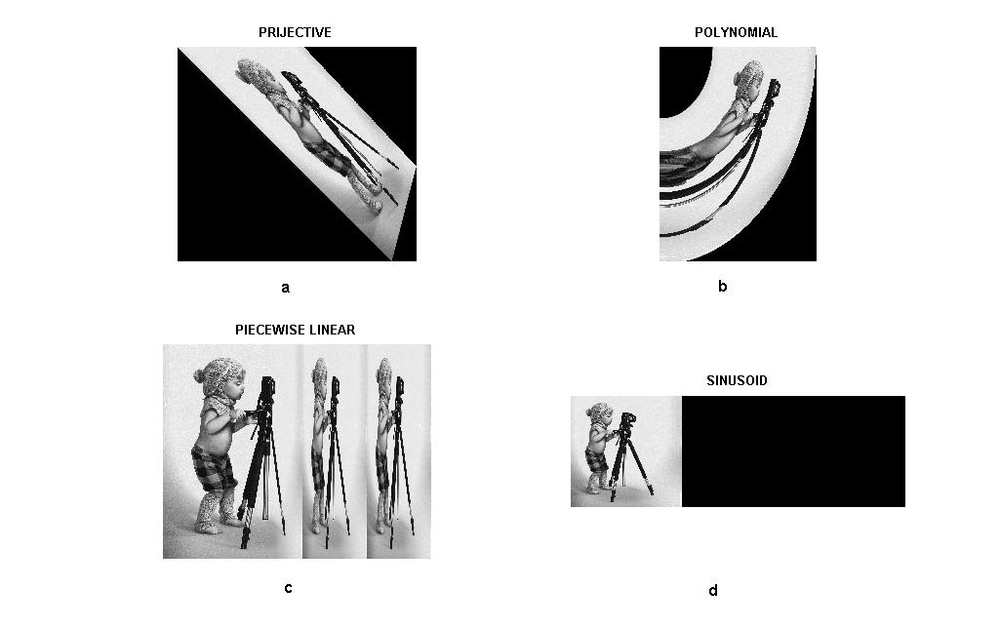 PRIJECTIVE
POLYNOMIAL
a
b
PIECEWISE LINEAR
SINUSOID
c
d